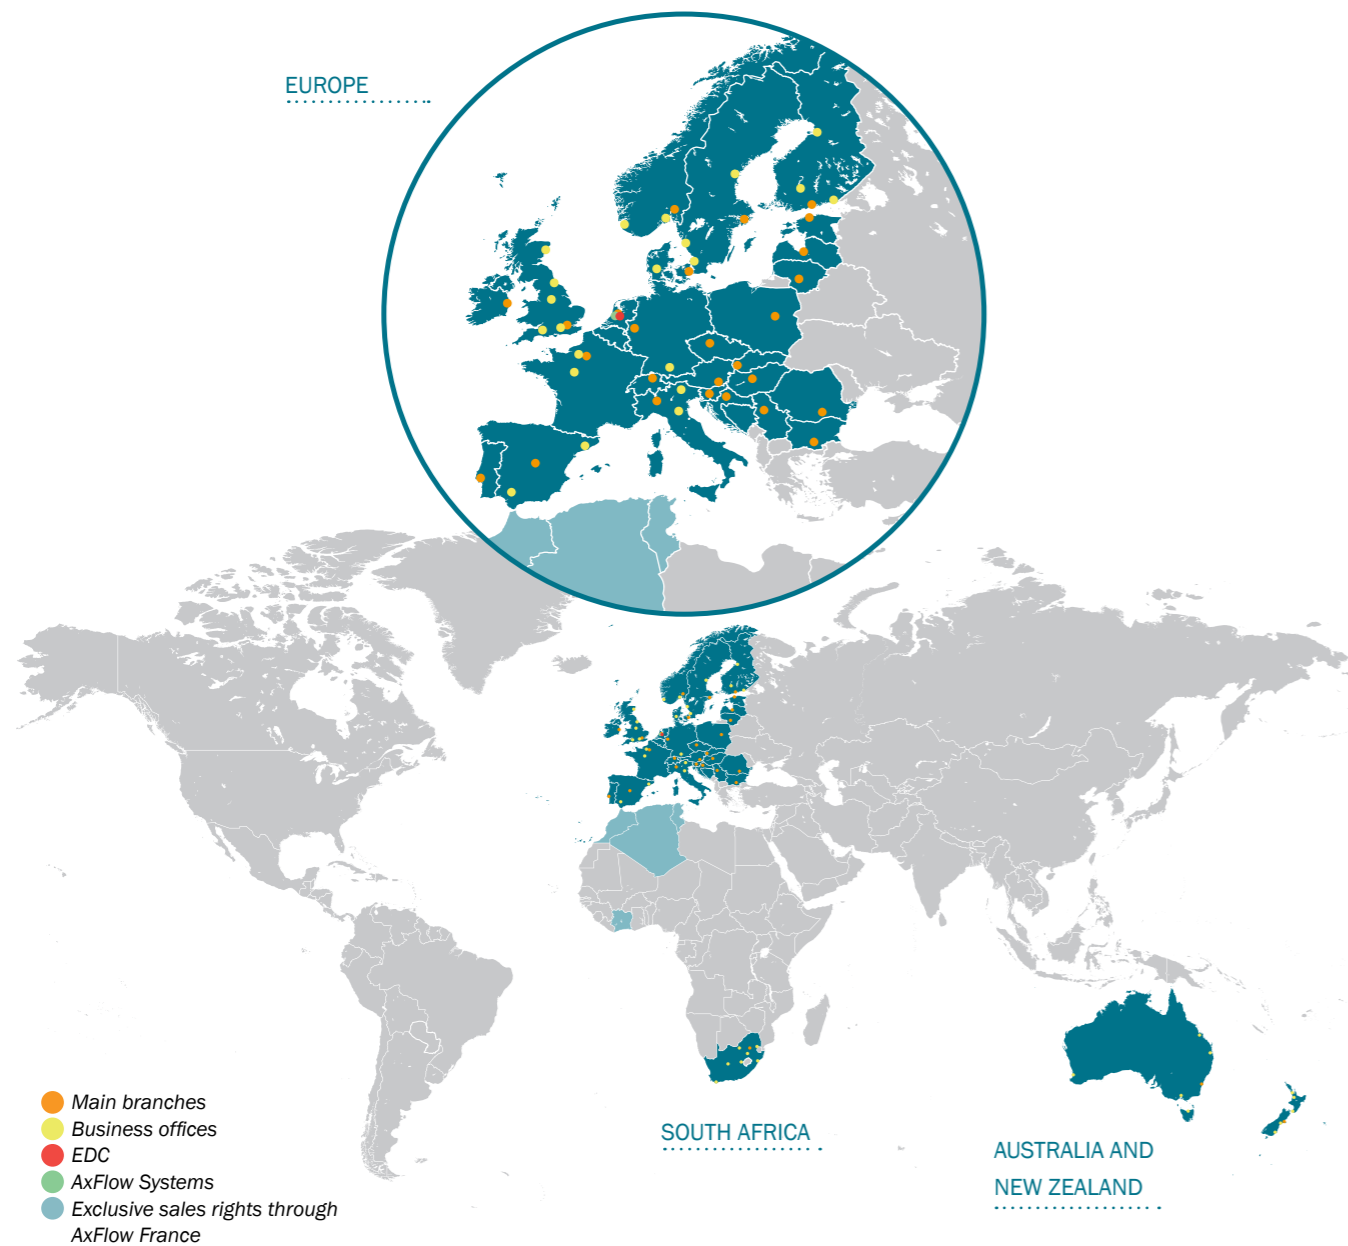 EUROPE
Main branches
Business offices
EDC
AxFlow Systems
Exclusive sales rights through
AxFlow France
SOUTH AFRICA
AUSTRALIA AND
NEW ZEALAND